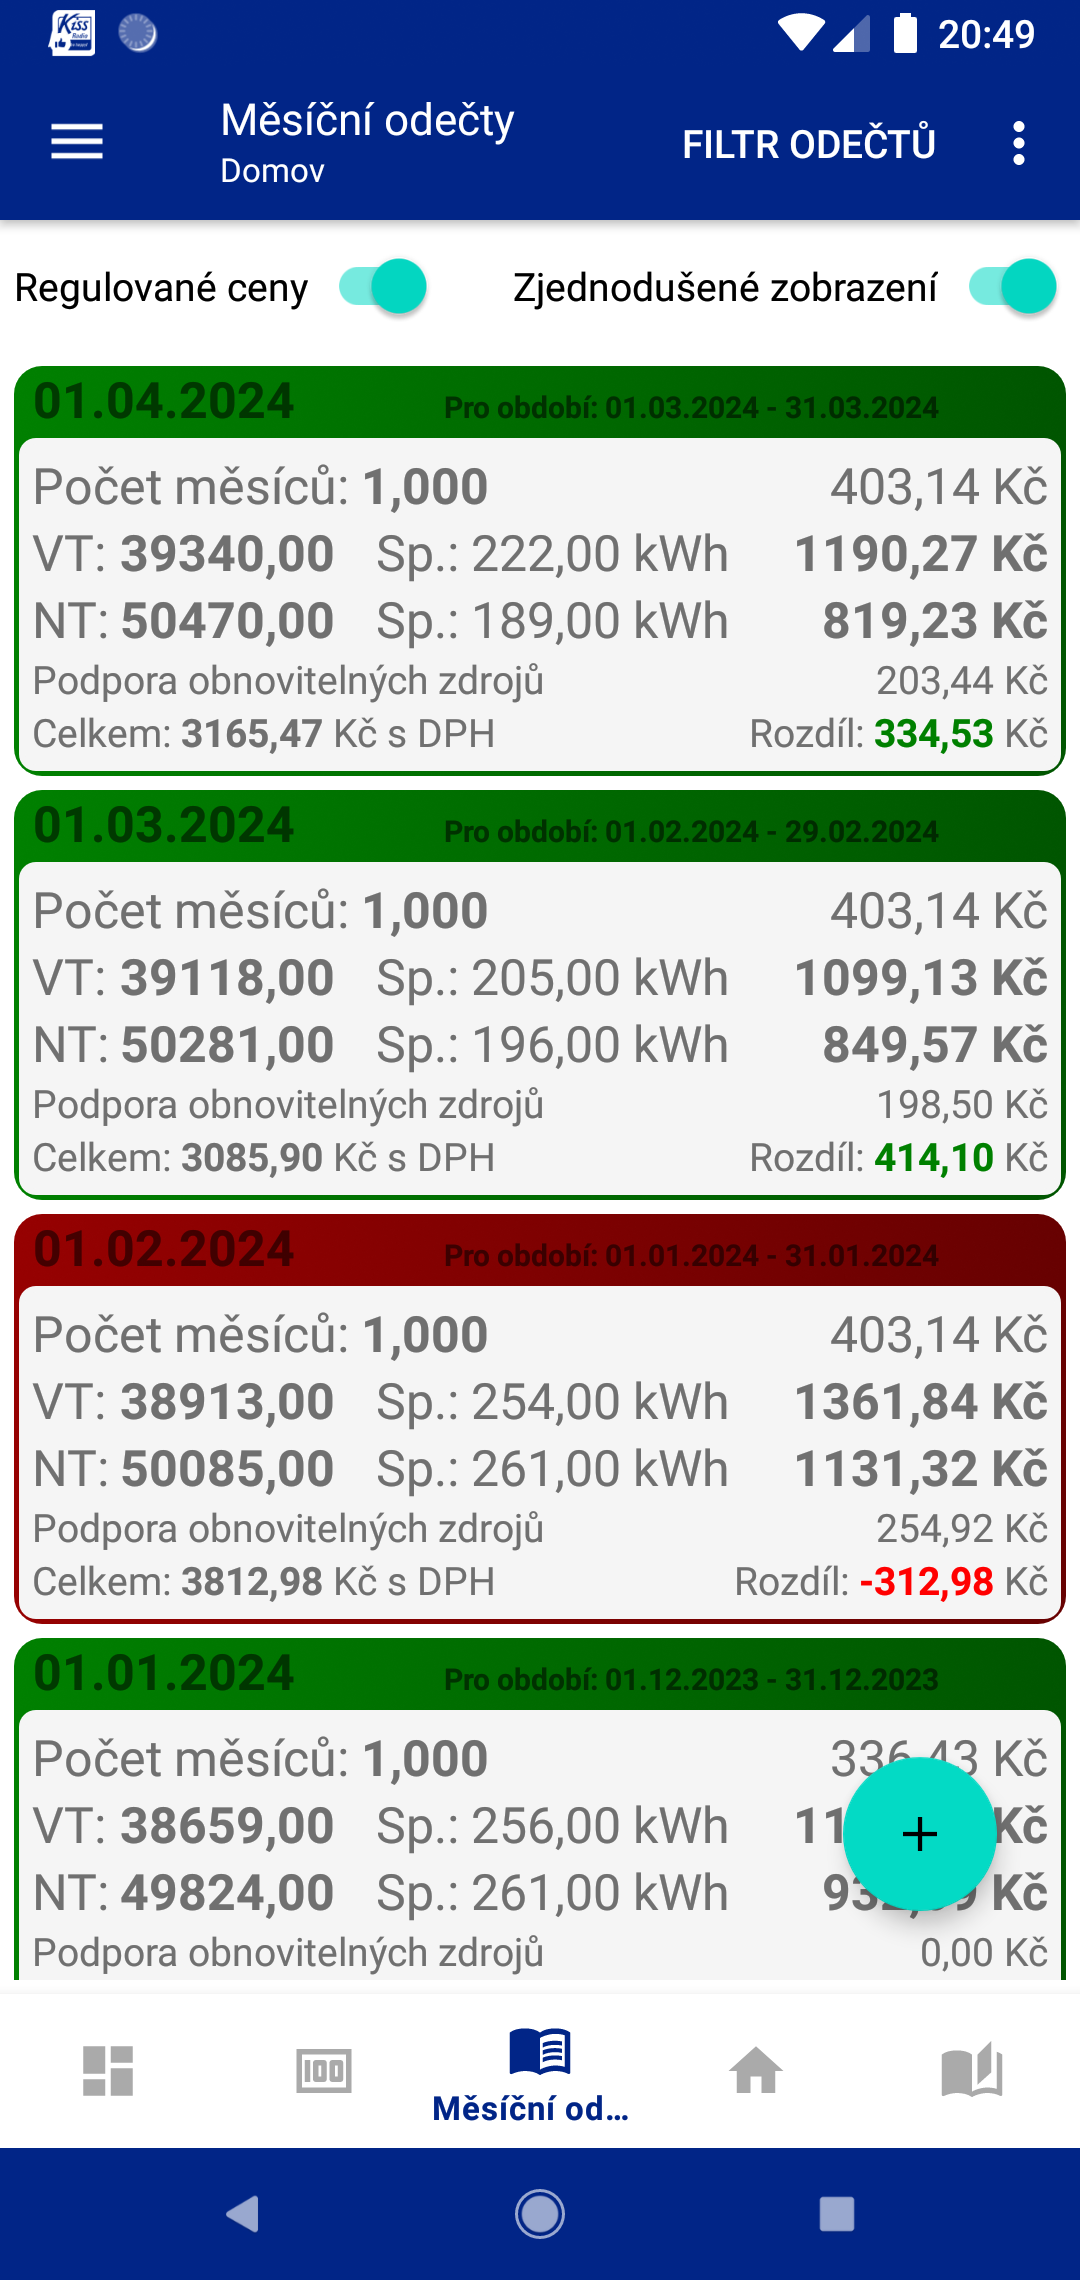 Kiss
Radio
20:49
Měsíční odečty
Domov
FILTR ODEČTŮ
Regulované ceny
Zjednodušené zobrazení
01.04.2024 Pro období: 01.03.2024 - 31.03.2024
Počet měsíců: 1,000 403,14 Kč
VT: 39340,00 Sp.: 222,00 kWh 1190,27 Kč
NT: 50470,00 Sp.: 189,00 kWh 819,23 Kč
Podpora obnovitelných zdrojů 203,44 Kč
Celkem: 3165,47 Kč s DPH Rozdíl: 334,53 Kč
01.03.2024 Pro období: 01.02.2024 - 29.02.2024
Počet měsíců: 1,000 403,14 Kč
VT: 39118,00 Sp.: 205,00 kWh 1099,13 Kč
NT: 50281,00 Sp.: 196,00 kWh 849,57 Kč
Podpora obnovitelných zdrojů 198,50 Kč
Celkem: 3085,90 Kč s DPH Rozdíl: 414,10 Kč
01.02.2024 Pro období: 01.01.2024 - 31.01.2024
Počet měsíců: 1,000 403,14 Kč
VT: 38913,00 Sp.: 254,00 kWh 1361,84 Kč
NT: 50085,00 Sp.: 261,00 kWh 1131,32 Kč
Podpora obnovitelných zdrojů 254,92 Kč
Celkem: 3812,98 Kč s DPH Rozdíl: -312,98 Kč
01.01.2024 Pro období: 01.12.2023 - 31.12.2023
Počet měsíců: 1,000 336,43 Kč
VT: 38659,00 Sp.: 256,00 kWh Kč
NT: 49824,00 Sp.: 261,00 kWh Kč
Podpora obnovitelných zdrojů 0,00 Kč
100
Měsíční od...